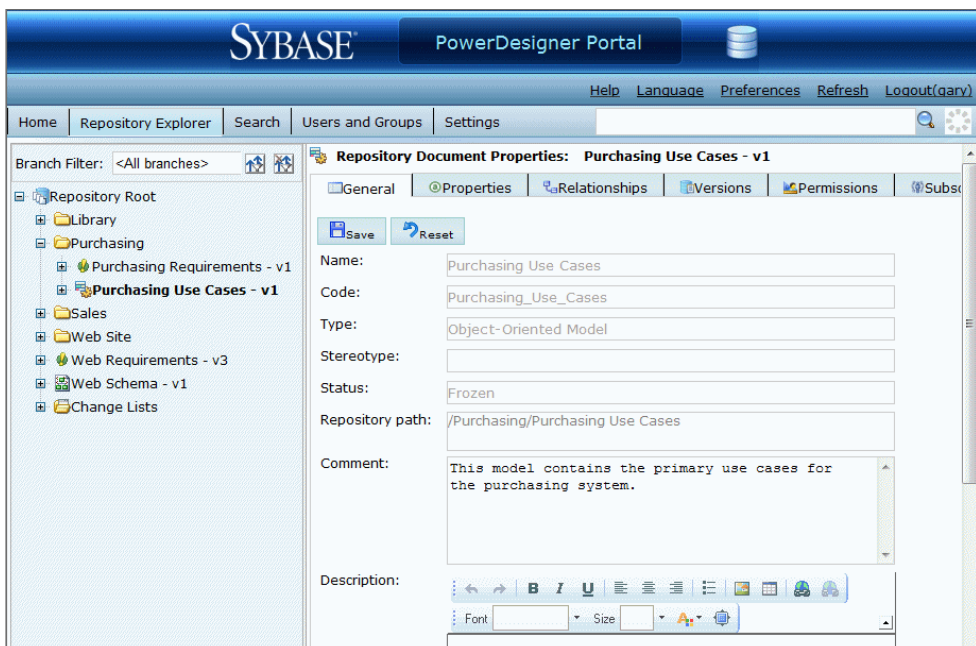 SYBASE
PowerDesigner Portal
Help Language Preferences Refresh Logout(gary)
Home Repository Explorer Search Users and Groups Settings
Branch Filter: <All branches>
Repository Root
Library
Purchasing
Purchasing Requirements - v1
Purchasing Use Cases - v1
Sales
Web Site
Web Requirements - v3
Web Schema - v1
Change Lists
Repository Document Properties: Purchasing Use Cases - v1
General Properties Relationships Versions Permissions Subsc
Save Reset
Name: Purchasing Use Cases
Code: Purchasing_Use_Cases
Type: Object-Oriented Model
Stereotype:
Status: Frozen
Repository path: /Purchasing/Purchasing Use Cases
Comment: This model contains the primary use cases for
the purchasing system.
Description:
B I U
Font Size A